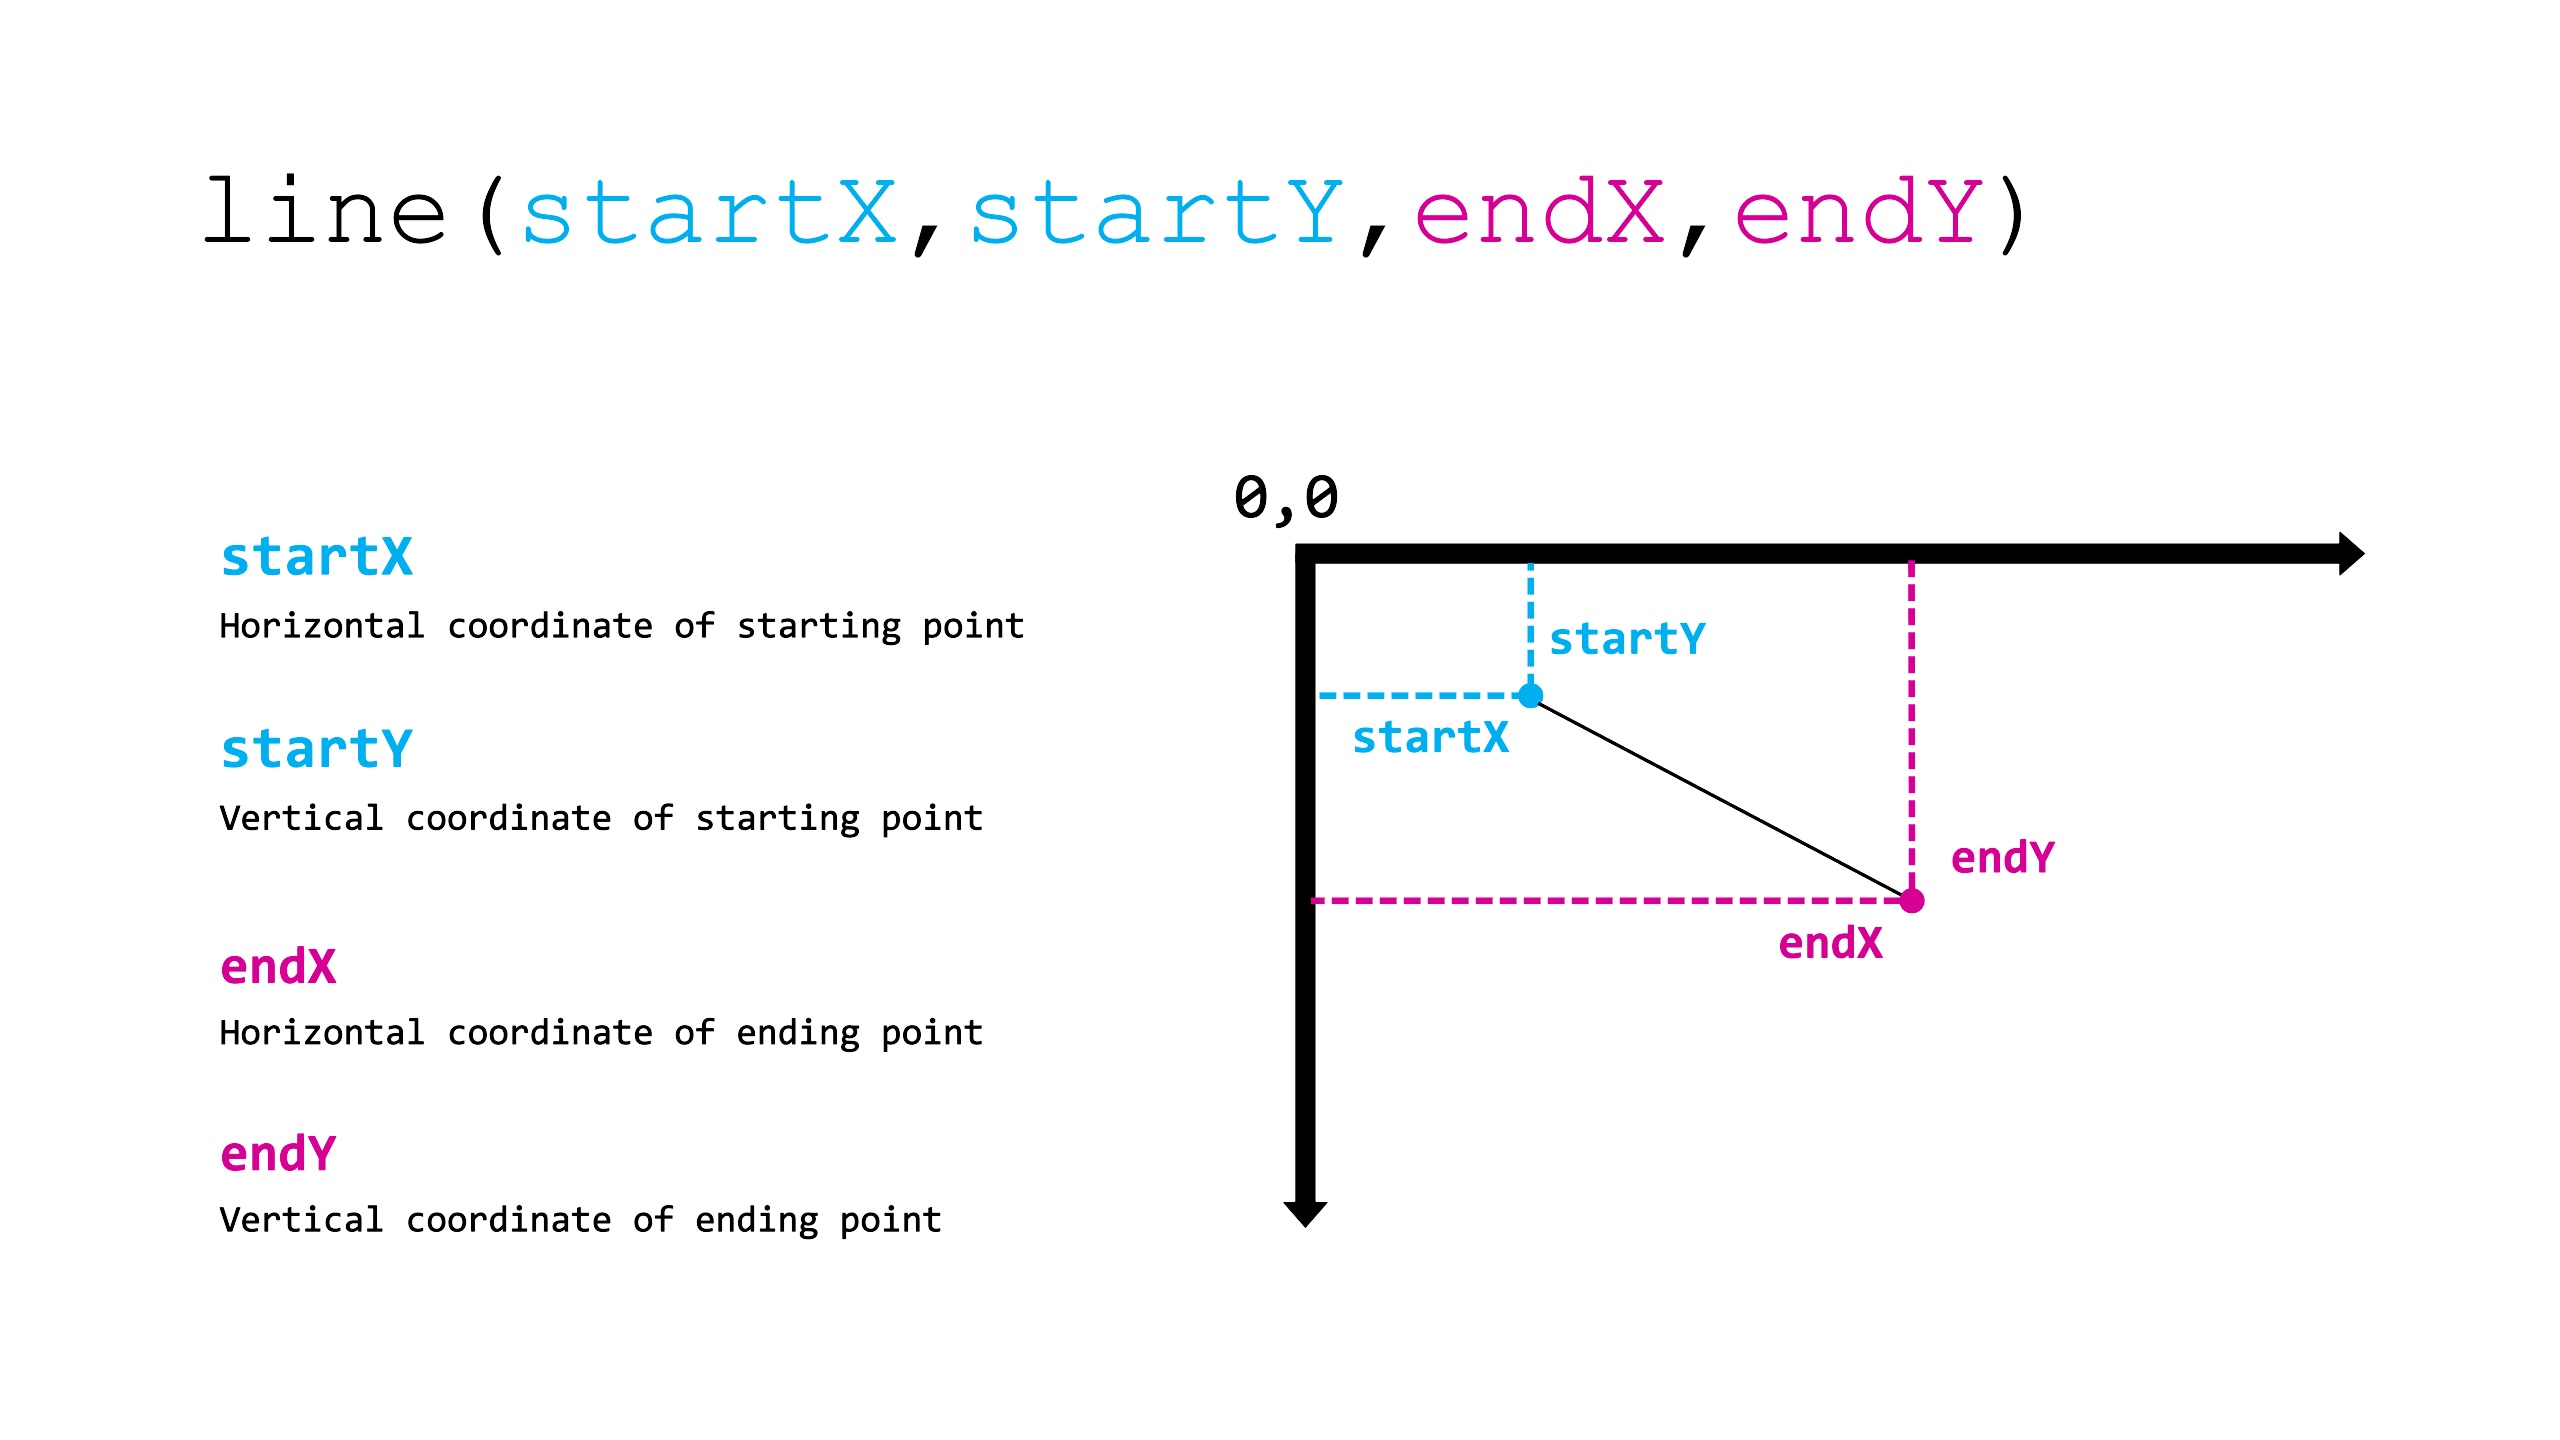 line(startX,startY,endX,endY)
startX
Horizontal coordinate of starting point
startY
Vertical coordinate of starting point
endX
Horizontal coordinate of ending point
endY
Vertical coordinate of ending point
0,0
startY
startX
endY
endX